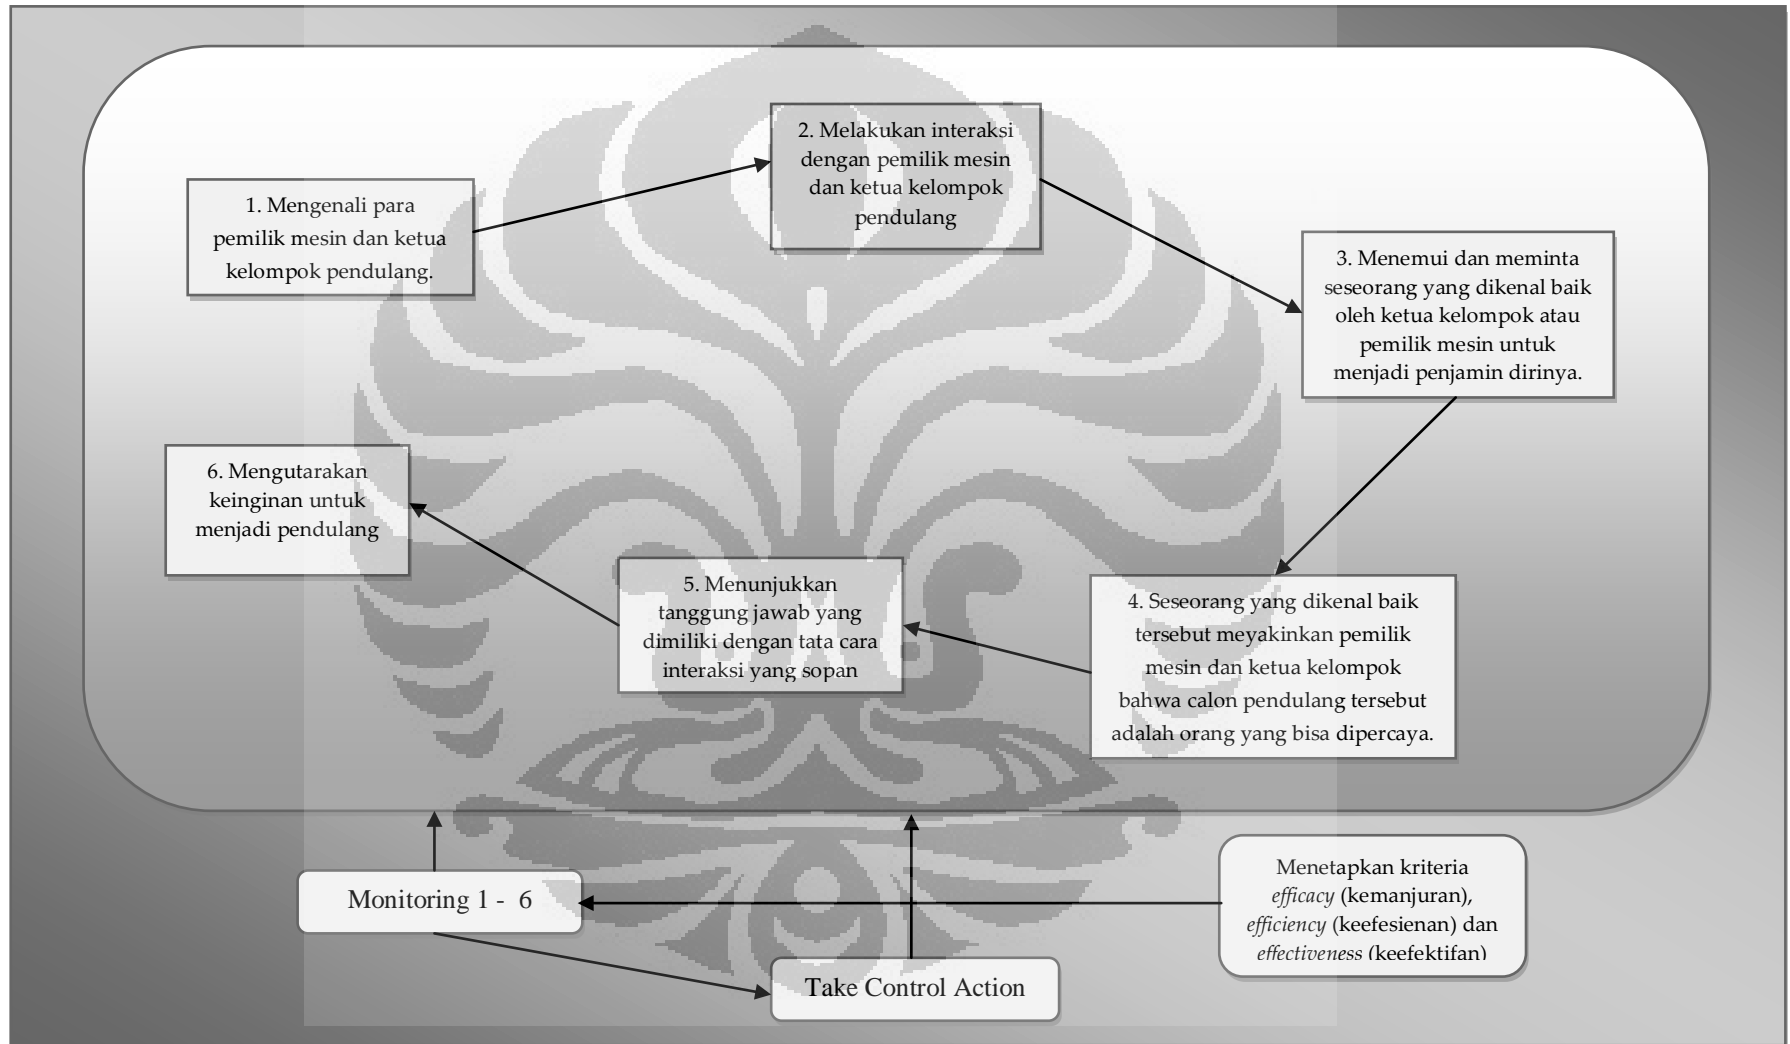 1. Mengenali para
pemilik mesin dan ketua
kelompok pendulang.
2. Melakukan interaksi
dengan pemilik mesin
dan ketua kelompok
pendulang
3. Menemui dan meminta
seseorang yang dikenal baik
oleh ketua kelompok atau
pemilik mesin untuk
menjadi penjamin dirinya.
4. Seseorang yang dikenal baik
tersebut meyakinkan pemilik
mesin dan ketua kelompok
bahwa calon pendulang tersebut
adalah orang yang bisa dipercaya.
5. Menunjukkan
tanggung jawab yang
dimiliki dengan tata cara
interaksi yang sopan
6. Mengutarakan
keinginan untuk
menjadi pendulang
Monitoring 1 - 6
Take Control Action
Menetapkan kriteria
efficacy (kemanjuran),
efficiency (keefesienan) dan
effectiveness (keefektifan)